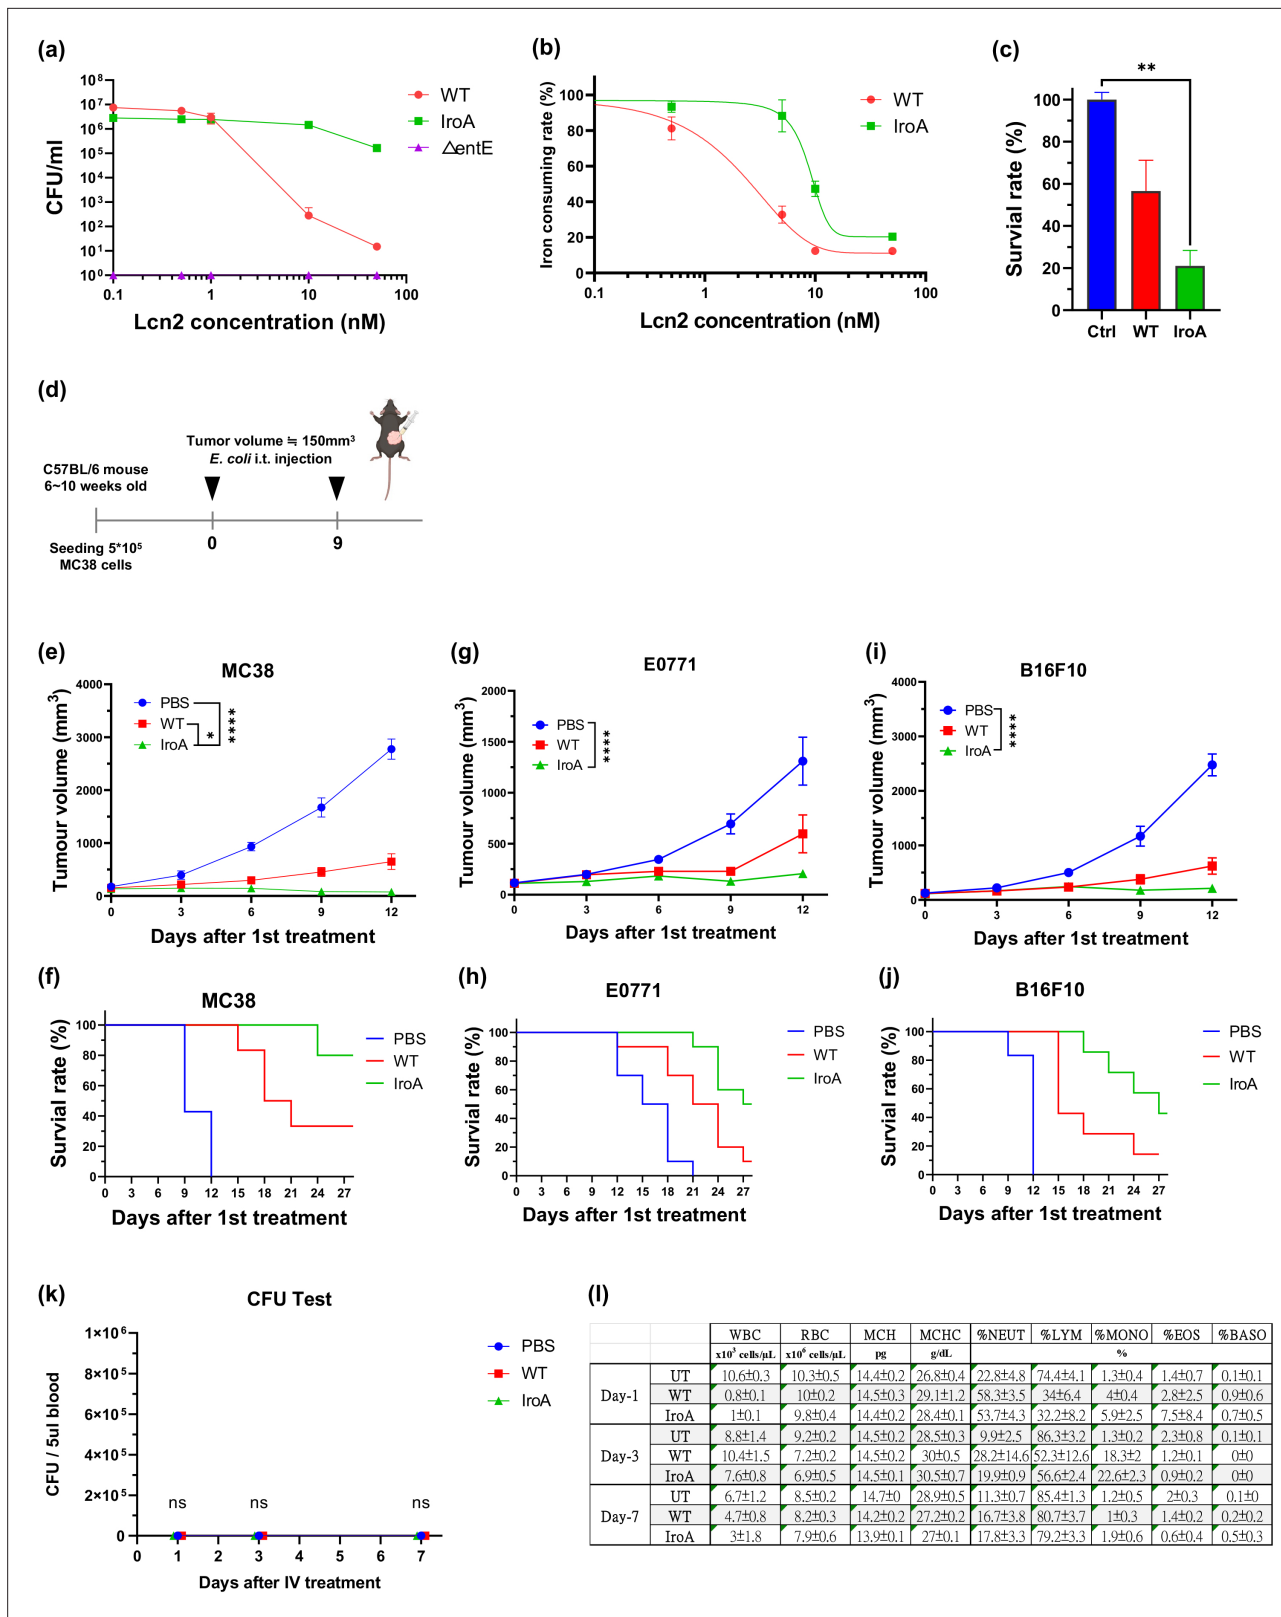 (a)
10⁸
10⁷
10⁶
10⁵
10⁴
10³
10²
10¹
10⁰
CFU/ml
0.1
1
10
100
Lcn2 concentration (nM)
WT
IroA
△entE
(b)
100
80
60
40
20
0
Iron consuming rate (%)
0.1
1
10
100
Lcn2 concentration (nM)
WT
IroA
(c)
**
100
80
60
40
20
0
Survial rate (%)
Ctrl WT IroA
(d)
Tumor volume ≒ 150mm³
E. coli i.t. injection
C57BL/6 mouse
6~10 weeks old
Seeding 5*10⁵
MC38 cells
0
9
(e)
MC38
Tumour volume (mm³)
4000
3000
2000
1000
0
PBS
WT
IroA
*
****
0 3 6 9 12
Days after 1st treatment
(g)
E0771
Tumour volume (mm³)
2000
1500
1000
500
0
PBS
WT
IroA
****
0 3 6 9 12
Days after 1st treatment
(i)
B16F10
Tumour volume (mm³)
4000
3000
2000
1000
0
PBS
WT
IroA
****
0 3 6 9 12
Days after 1st treatment
(f)
MC38
Survial rate (%)
100
80
60
40
20
0
PBS
WT
IroA
0 3 6 9 12 15 18 21 24 27
Days after 1st treatment
(h)
E0771
Survial rate (%)
100
80
60
40
20
0
PBS
WT
IroA
0 3 6 9 12 15 18 21 24 27
Days after 1st treatment
(j)
B16F10
Survial rate (%)
100
80
60
40
20
0
PBS
WT
IroA
0 3 6 9 12 15 18 21 24 27
Days after 1st treatment
(k)
CFU Test
CFU / 5ul blood
1×10⁶
8×10⁵
6×10⁵
4×10⁵
2×10⁵
0
ns ns ns
0 1 2 3 4 5 6 7
Days after IV treatment
PBS
WT
IroA
(l)
WBC RBC MCH MCHC %NEUT %LYM %MONO %EOS %BASO
x10³ cells/μL x10⁶ cells/μL pg g/dL %
Day-1 UT 10.6±0.3 10.3±0.5 14.4±0.2 26.8±0.4 22.8±4.8 74.4±4.1 1.3±0.4 1.4±0.7 0.1±0.1
WT 0.8±0.1 10±0.2 14.5±0.3 29.1±1.2 58.3±3.5 34±6.4 4±0.4 2.8±2.5 0.9±0.6
IroA 1±0.1 9.8±0.4 14.4±0.2 28.4±0.1 53.7±4.3 32.2±8.2 5.9±2.5 7.5±8.4 0.7±0.5
Day-3 UT 8.8±1.4 9.2±0.2 14.5±0.2 28.5±0.3 9.9±2.5 86.3±3.2 1.3±0.2 2.3±0.8 0.1±0.1
WT 10.4±1.5 7.2±0.2 14.5±0.2 30±0.5 28.2±14.6 52.3±12.6 18.3±2 1.2±0.1 0±0
IroA 7.6±0.8 6.9±0.5 14.5±0.1 30.5±0.7 19.9±0.9 56.6±2.4 22.6±2.3 0.9±0.2 0±0
Day-7 UT 6.7±1.2 8.5±0.2 14.7±0 28.9±0.5 11.3±0.7 85.4±1.3 1.2±0.5 2±0.3 0.1±0
WT 4.7±0.8 8.2±0.3 14.2±0.2 27.2±0.2 16.7±3.8 80.7±3.7 1±0.3 1.4±0.2 0.2±0.2
IroA 3±1.8 7.9±0.6 13.9±0.1 27±0.1 17.8±3.3 79.2±3.3 1.9±0.6 0.6±0.4 0.5±0.3